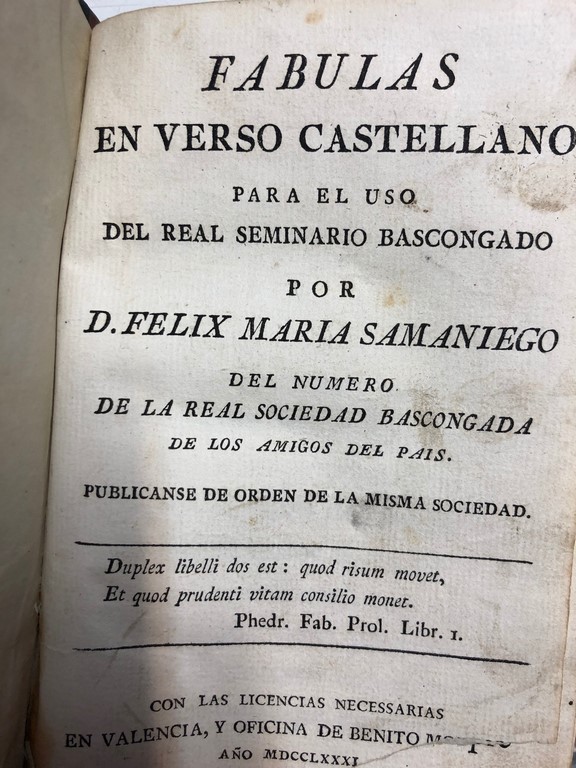 FABULAS
EN VERSO CASTELLANO
PARA EL USO
DEL REAL SEMINARIO BASCONGADO
POR
D. FELIX MARIA SAMANIEGO
DEL NUMERO
DE LA REAL SOCIEDAD BASCONGADA
DE LOS AMIGOS DEL PAIS.
PUBLICANSE DE ORDEN DE LA MISMA SOCIEDAD.
Duplex libelli dos est: quod risum movet,
Et quod prudenti vitam consilio monet.
Phedr. Fab. Prol. Libr. 1.
CON LAS LICENCIAS NECESSARIAS
EN VALENCIA, Y OFICINA DE BENITO
AÑO MDCCLXXXI